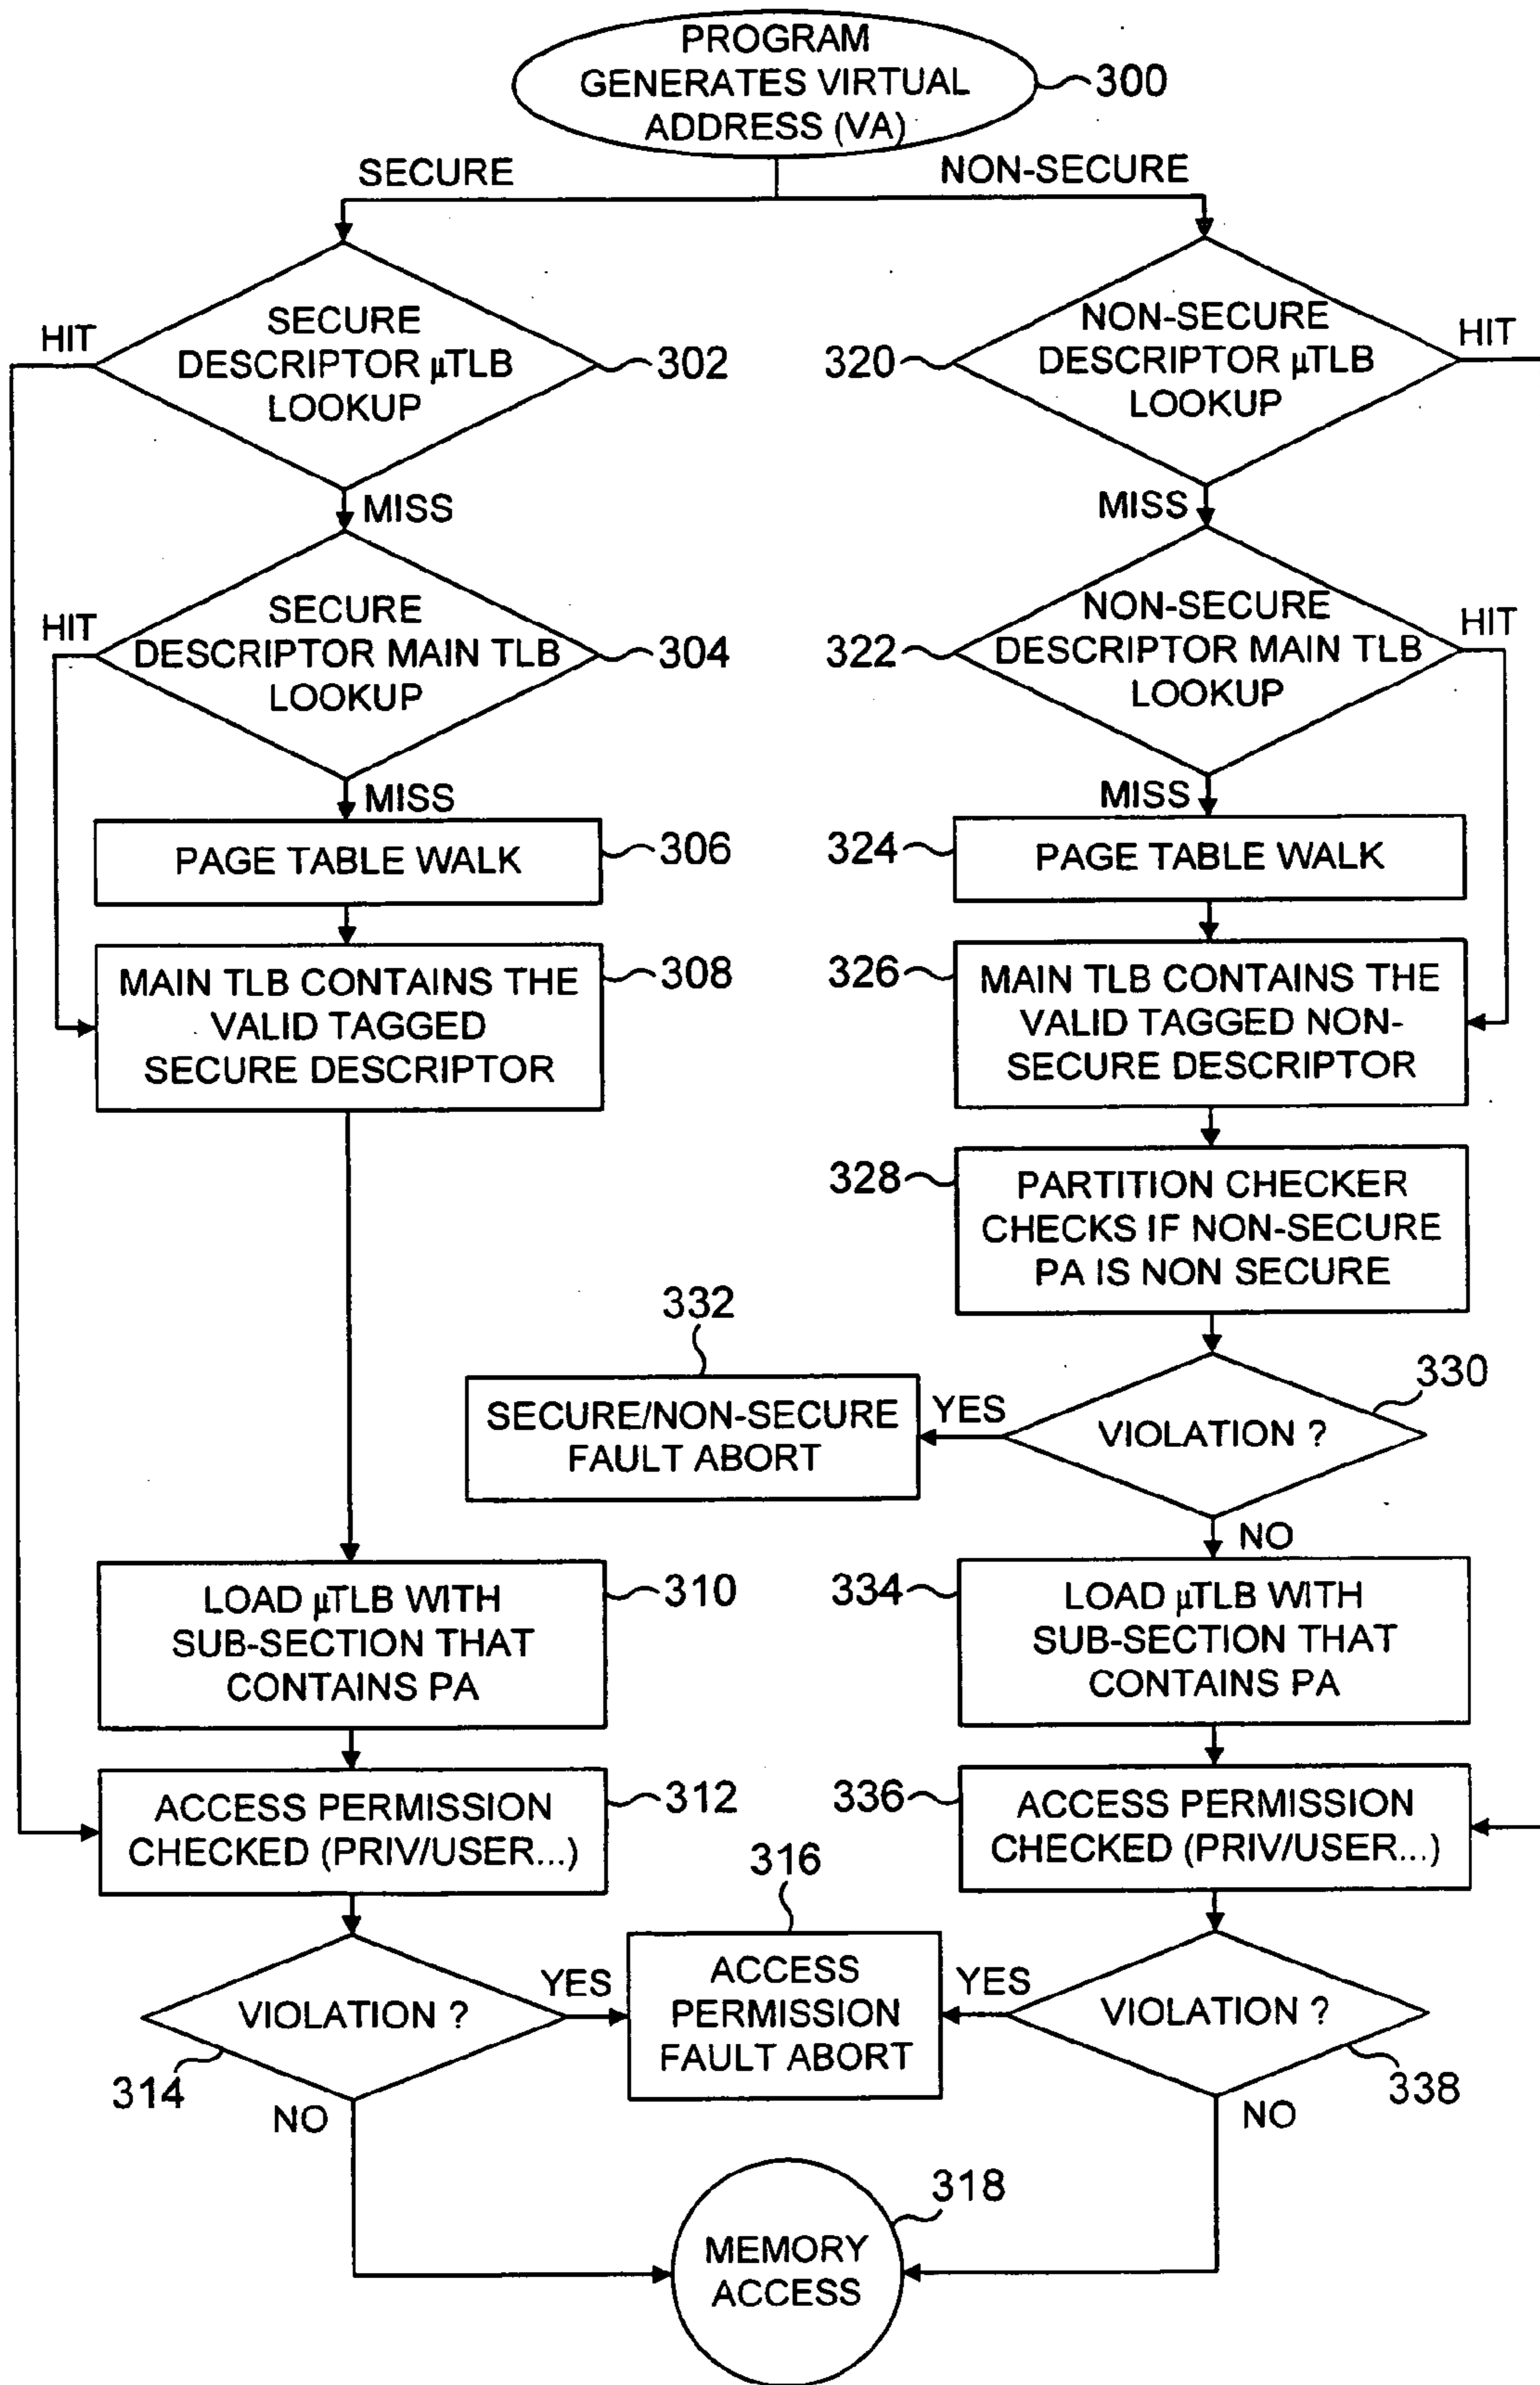 PROGRAM
GENERATES VIRTUAL
ADDRESS (VA)
300
SECURE
NON-SECURE
HIT
SECURE
DESCRIPTOR μTLB
LOOKUP
302
320
NON-SECURE
DESCRIPTOR μTLB
LOOKUP
HIT
MISS
MISS
HIT
SECURE
DESCRIPTOR MAIN TLB
LOOKUP
304
322
NON-SECURE
DESCRIPTOR MAIN TLB
LOOKUP
HIT
MISS
MISS
PAGE TABLE WALK
306
324
PAGE TABLE WALK
MAIN TLB CONTAINS THE
VALID TAGGED
SECURE DESCRIPTOR
308
326
MAIN TLB CONTAINS THE
VALID TAGGED NON-
SECURE DESCRIPTOR
328
PARTITION CHECKER
CHECKS IF NON-SECURE
PA IS NON SECURE
332
330
SECURE/NON-SECURE
FAULT ABORT
YES
VIOLATION ?
NO
LOAD μTLB WITH
SUB-SECTION THAT
CONTAINS PA
310
334
LOAD μTLB WITH
SUB-SECTION THAT
CONTAINS PA
ACCESS PERMISSION
CHECKED (PRIV/USER...)
312
336
ACCESS PERMISSION
CHECKED (PRIV/USER...)
316
VIOLATION ?
YES
ACCESS
PERMISSION
FAULT ABORT
YES
VIOLATION ?
314
338
NO
NO
318
MEMORY
ACCESS